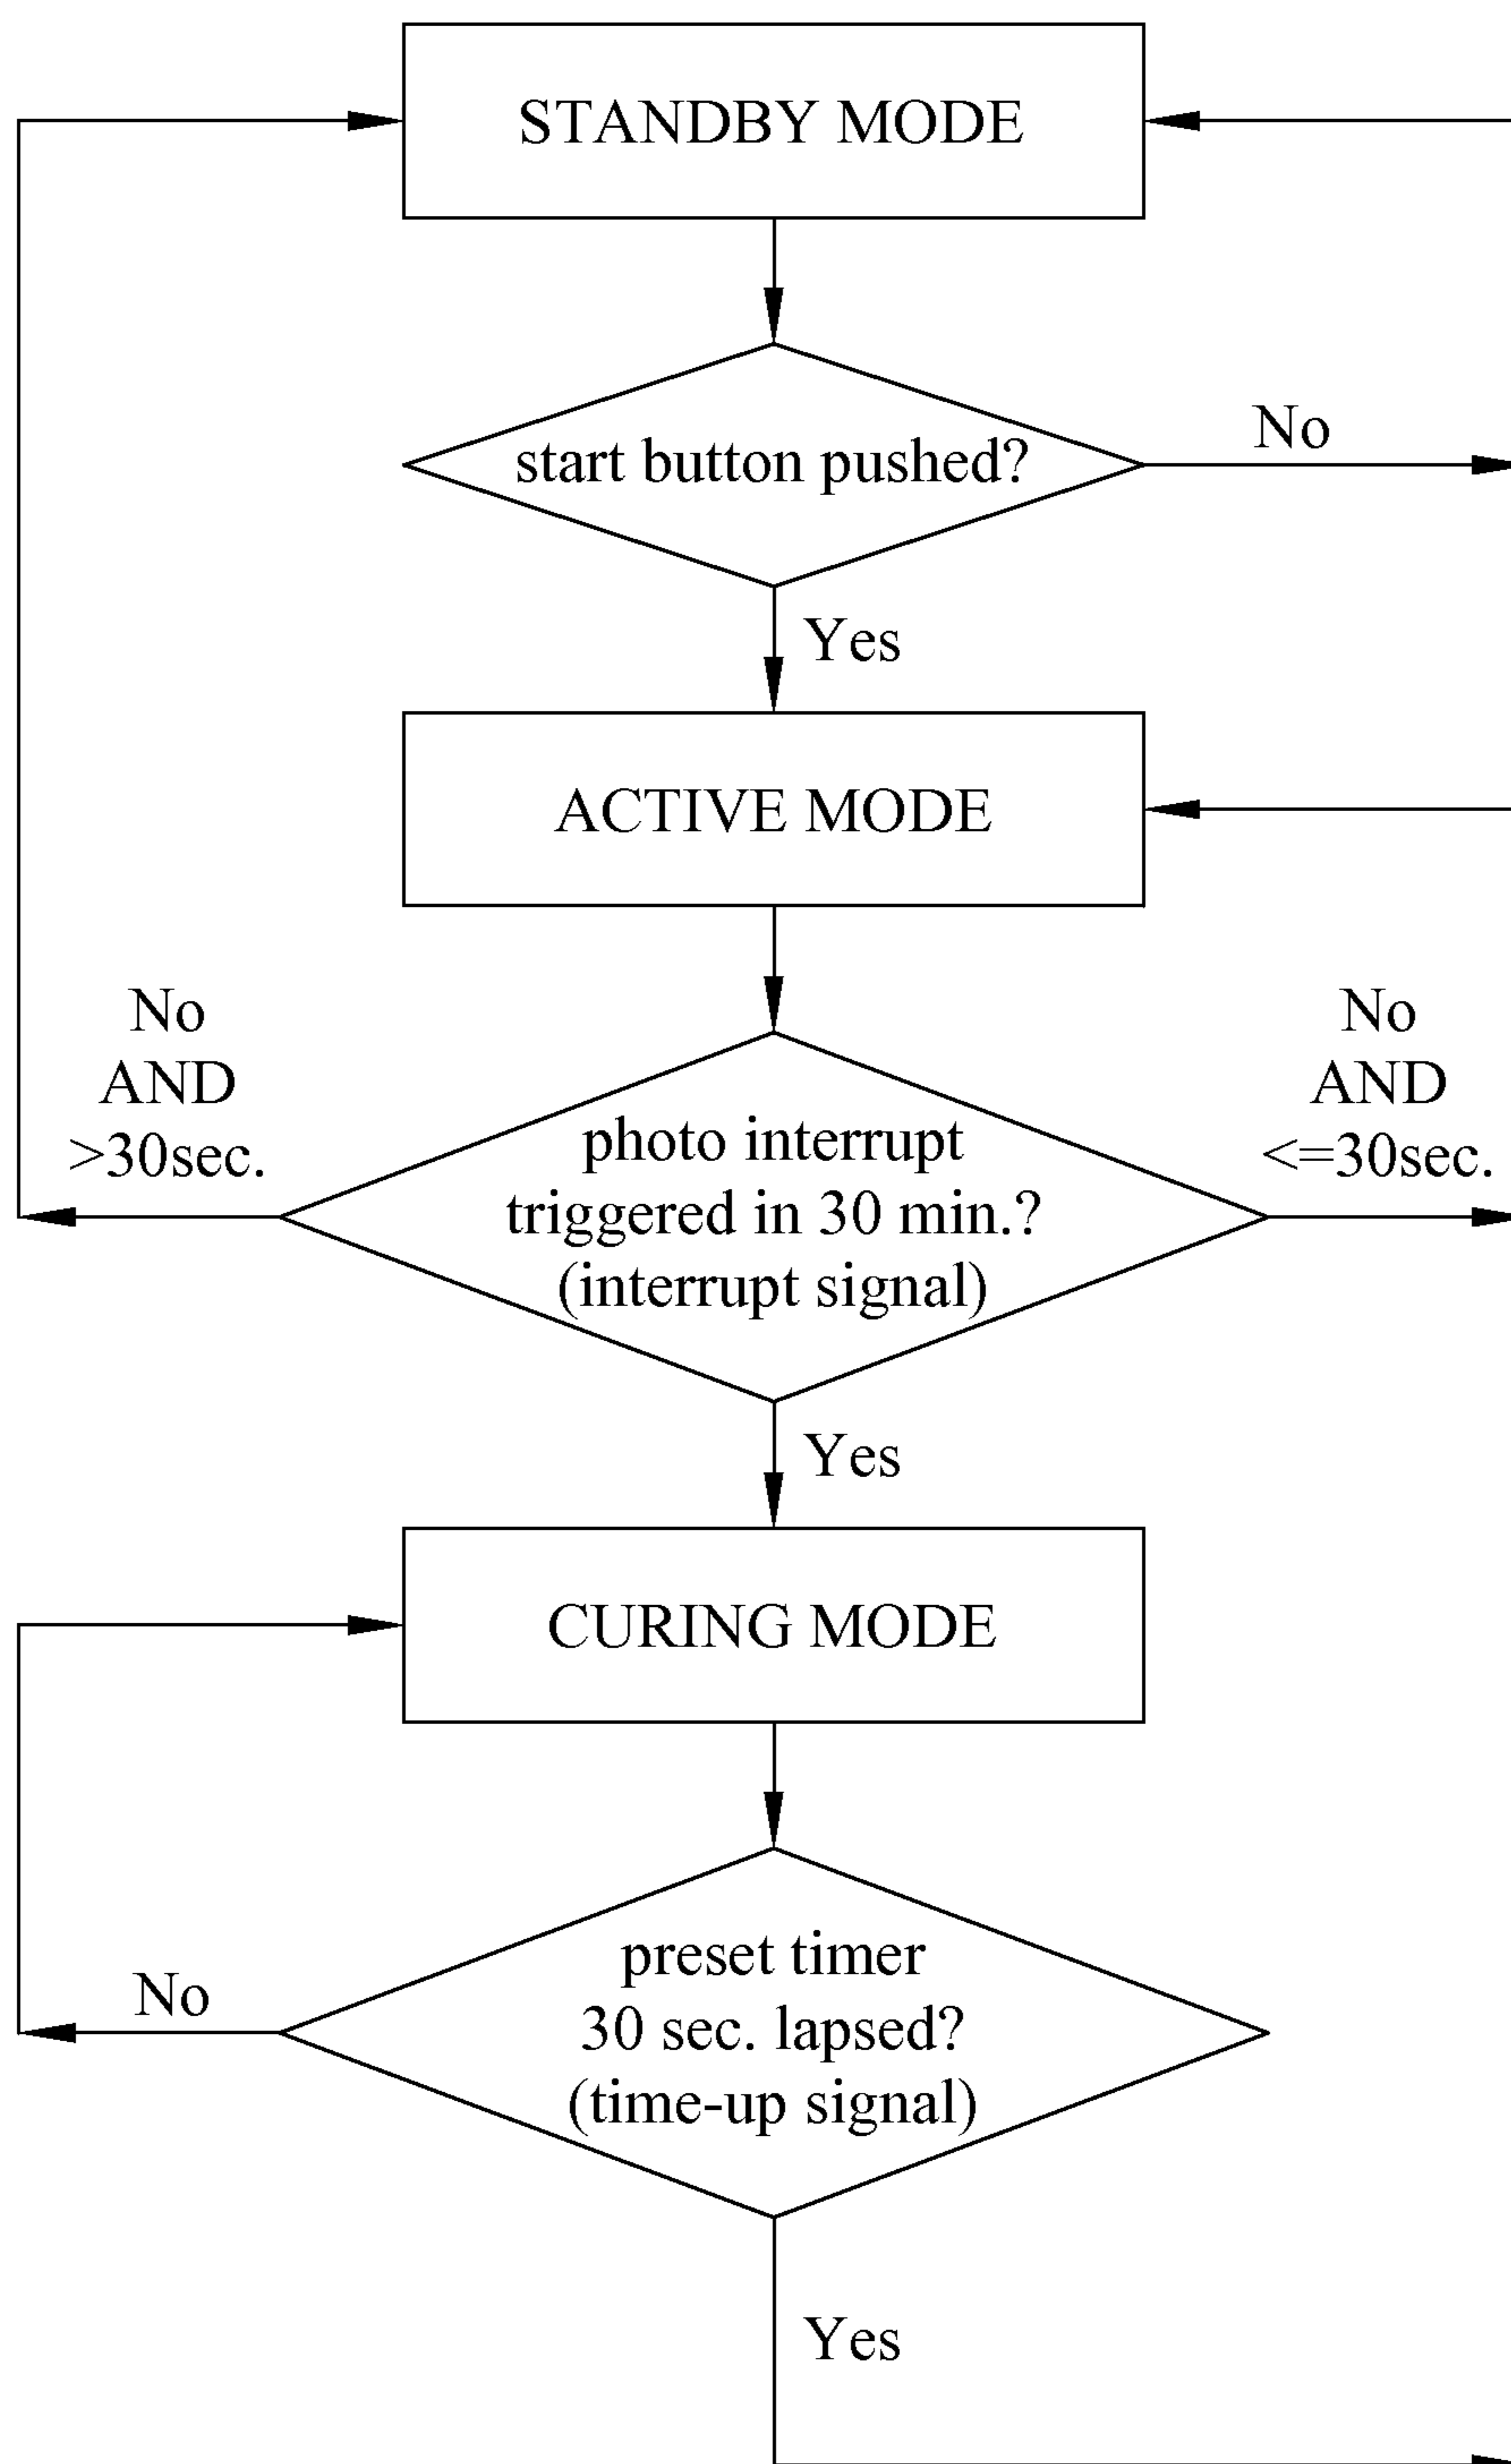 STANDBY MODE
start button pushed?
No
Yes
ACTIVE MODE
No
AND
>30sec.
photo interrupt
triggered in 30 min.?
(interrupt signal)
No
AND
<=30sec.
Yes
CURING MODE
preset timer
30 sec. lapsed?
(time-up signal)
No
Yes